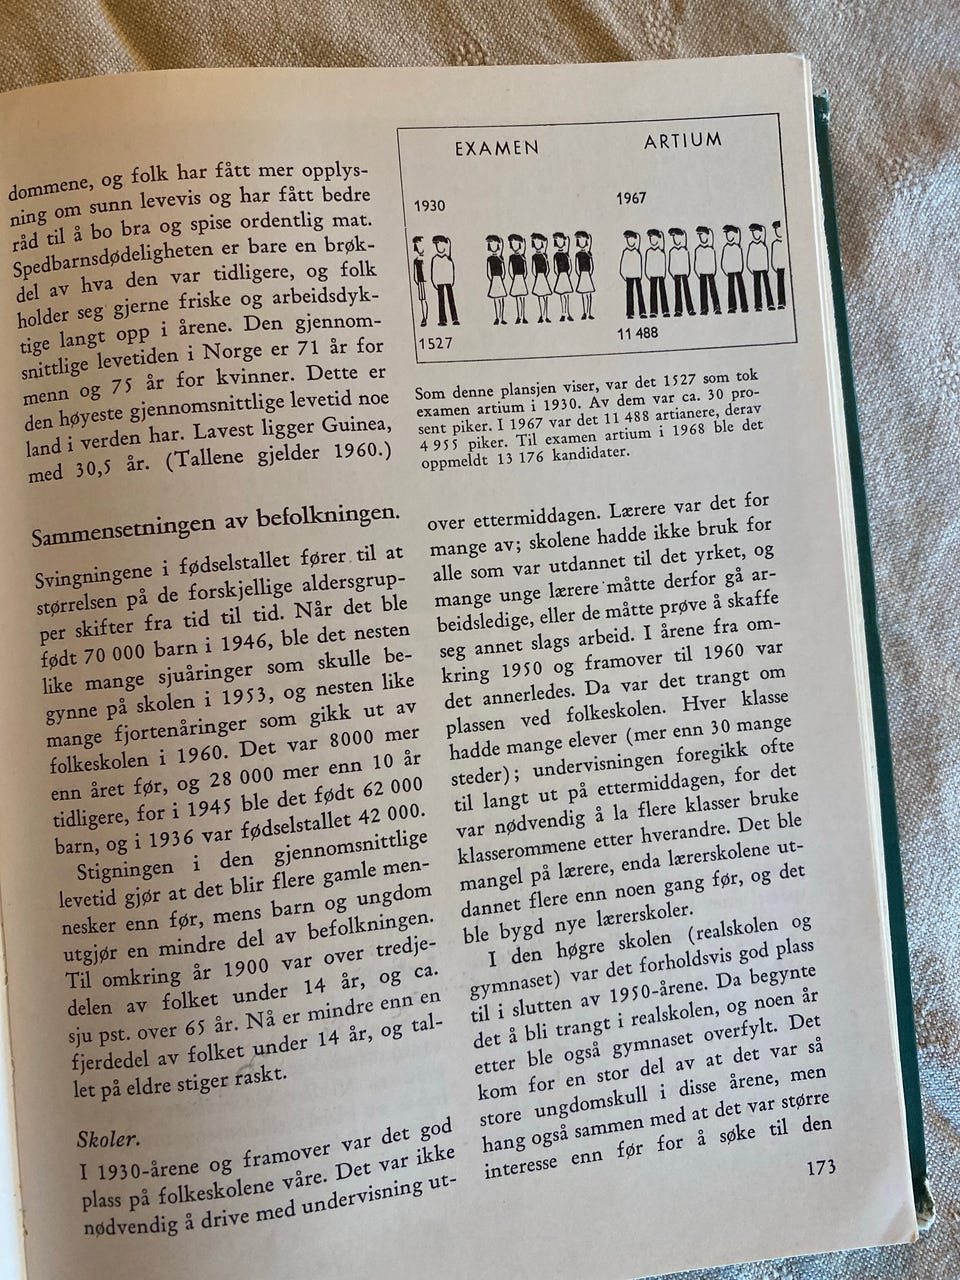 dommene, og folk har fått mer opplys-
ning om sunn levevis og har fått bedre
råd til å bo bra og spise ordentlig mat.
Spedbarnsdødeligheten er bare en brøk-
del av hva den var tidligere, og folk
holder seg gjerne friske og arbeidsdyk-
tige langt opp i årene. Den gjennom-
snittlige levetiden i Norge er 71 år for
menn og 75 år for kvinner. Dette er
den høyeste gjennomsnittlige levetid noe
land i verden har. Lavest ligger Guinea,
med 30,5 år. (Tallene gjelder 1960.)
Sammensetningen av befolkningen.
Svingningene i fødselstallet fører til at
størrelsen på de forskjellige aldersgrup-
per skifter fra tid til tid. Når det ble
født 70 000 barn i 1946, ble det nesten
like mange sjuåringer som skulle be-
gynne på skolen i 1953, og nesten like
mange fjortenåringer som gikk ut av
folkeskolen i 1960. Det var 8000 mer
enn året før, og 28 000 mer enn 10 år
tidligere, for i 1945 ble det født 62 000
barn, og i 1936 var fødselstallet 42 000.
Stigningen i den gjennomsnittlige
levetid gjør at det blir flere gamle men-
nesker enn før, mens barn og ungdom
utgjør en mindre del av befolkningen.
Til omkring år 1900 var over tredje-
delen av folket under 14 år, og ca.
sju pst. over 65 år. Nå er mindre enn en
fjerdedel av folket under 14 år, og tal-
let på eldre stiger raskt.
Skoler.
I 1930-årene og framover var det god
plass på folkeskolene våre. Det var ikke
nødvendig å drive med undervisning ut-
EXAMEN ARTIUM
1930 1967
1527 11 488
Som denne plansjen viser, var det 1527 som tok
examen artium i 1930. Av dem var ca. 30 pro-
sent piker. I 1967 var det 11 488 artianere, derav
4 955 piker. Til examen artium i 1968 ble det
oppmeldt 13 176 kandidater.
over ettermiddagen. Lærere var det for
mange av; skolene hadde ikke bruk for
alle som var utdannet til det yrket, og
mange unge lærere måtte derfor gå ar-
beidsledige, eller de måtte prøve å skaffe
seg annet slags arbeid. I årene fra om-
kring 1950 og framover til 1960 var
det annerledes. Da var det trangt om
plassen ved folkeskolen. Hver klasse
hadde mange elever (mer enn 30 mange
steder); undervisningen foregikk ofte
til langt ut på ettermiddagen, for det
var nødvendig å la flere klasser bruke
klasserommene etter hverandre. Det ble
mangel på lærere, enda lærerskolene ut-
dannet flere enn noen gang før, og det
ble bygd nye lærerskoler.
I den høgre skolen (realskolen og
gymnaset) var det forholdsvis god plass
til i slutten av 1950-årene. Da begynte
det å bli trangt i realskolen, og noen år
etter ble også gymnaset overfylt. Det
kom for en stor del av at det var så
store ungdomskull i disse årene, men
hang også sammen med at det var større
interesse enn før for å søke til den
173